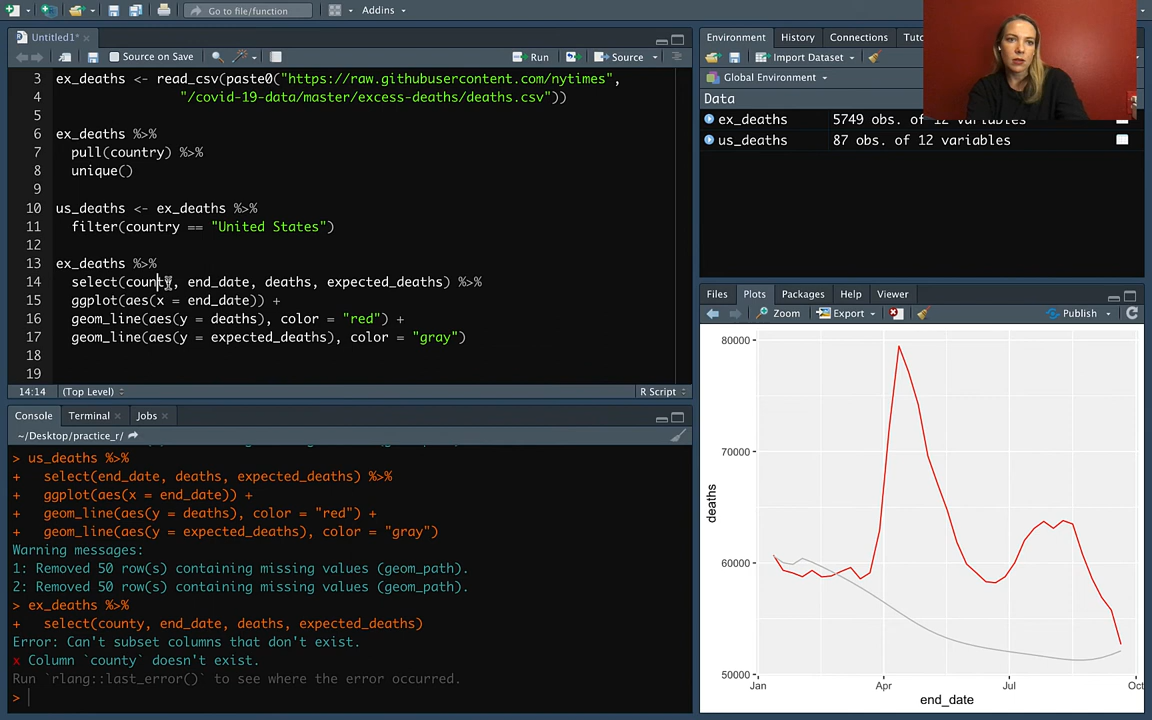 Go to file/function
Addins
Untitled1*
Source on Save
Run
Source
3 ex_deaths <- read_csv(paste0("https://raw.githubusercontent.com/nytimes",
4 "/covid-19-data/master/excess-deaths/deaths.csv"))
5
6 ex_deaths %>%
7 pull(country) %>%
8 unique()
9
10 us_deaths <- ex_deaths %>%
11 filter(country == "United States")
12
13 ex_deaths %>%
14 select(county, end_date, deaths, expected_deaths) %>%
15 ggplot(aes(x = end_date)) +
16 geom_line(aes(y = deaths), color = "red") +
17 geom_line(aes(y = expected_deaths), color = "gray")
18
19
14:14
(Top Level)
R Script
Console
Terminal
Jobs
~/Desktop/practice_r/
> us_deaths %>%
+ select(end_date, deaths, expected_deaths) %>%
+ ggplot(aes(x = end_date)) +
+ geom_line(aes(y = deaths), color = "red") +
+ geom_line(aes(y = expected_deaths), color = "gray")
Warning messages:
1: Removed 50 row(s) containing missing values (geom_path).
2: Removed 50 row(s) containing missing values (geom_path).
> ex_deaths %>%
+ select(county, end_date, deaths, expected_deaths)
Error: Can't subset columns that don't exist.
x Column `county` doesn't exist.
Run `rlang::last_error()` to see where the error occurred.
>
Environment
History
Connections
Tuto
Import Dataset
Global Environment
Data
ex_deaths 5749 obs. of 12 variables
us_deaths 87 obs. of 12 variables
Files
Plots
Packages
Help
Viewer
Zoom
Export
Publish
80000
70000
60000
50000
deaths
Jan
Apr
Jul
Oct
end_date